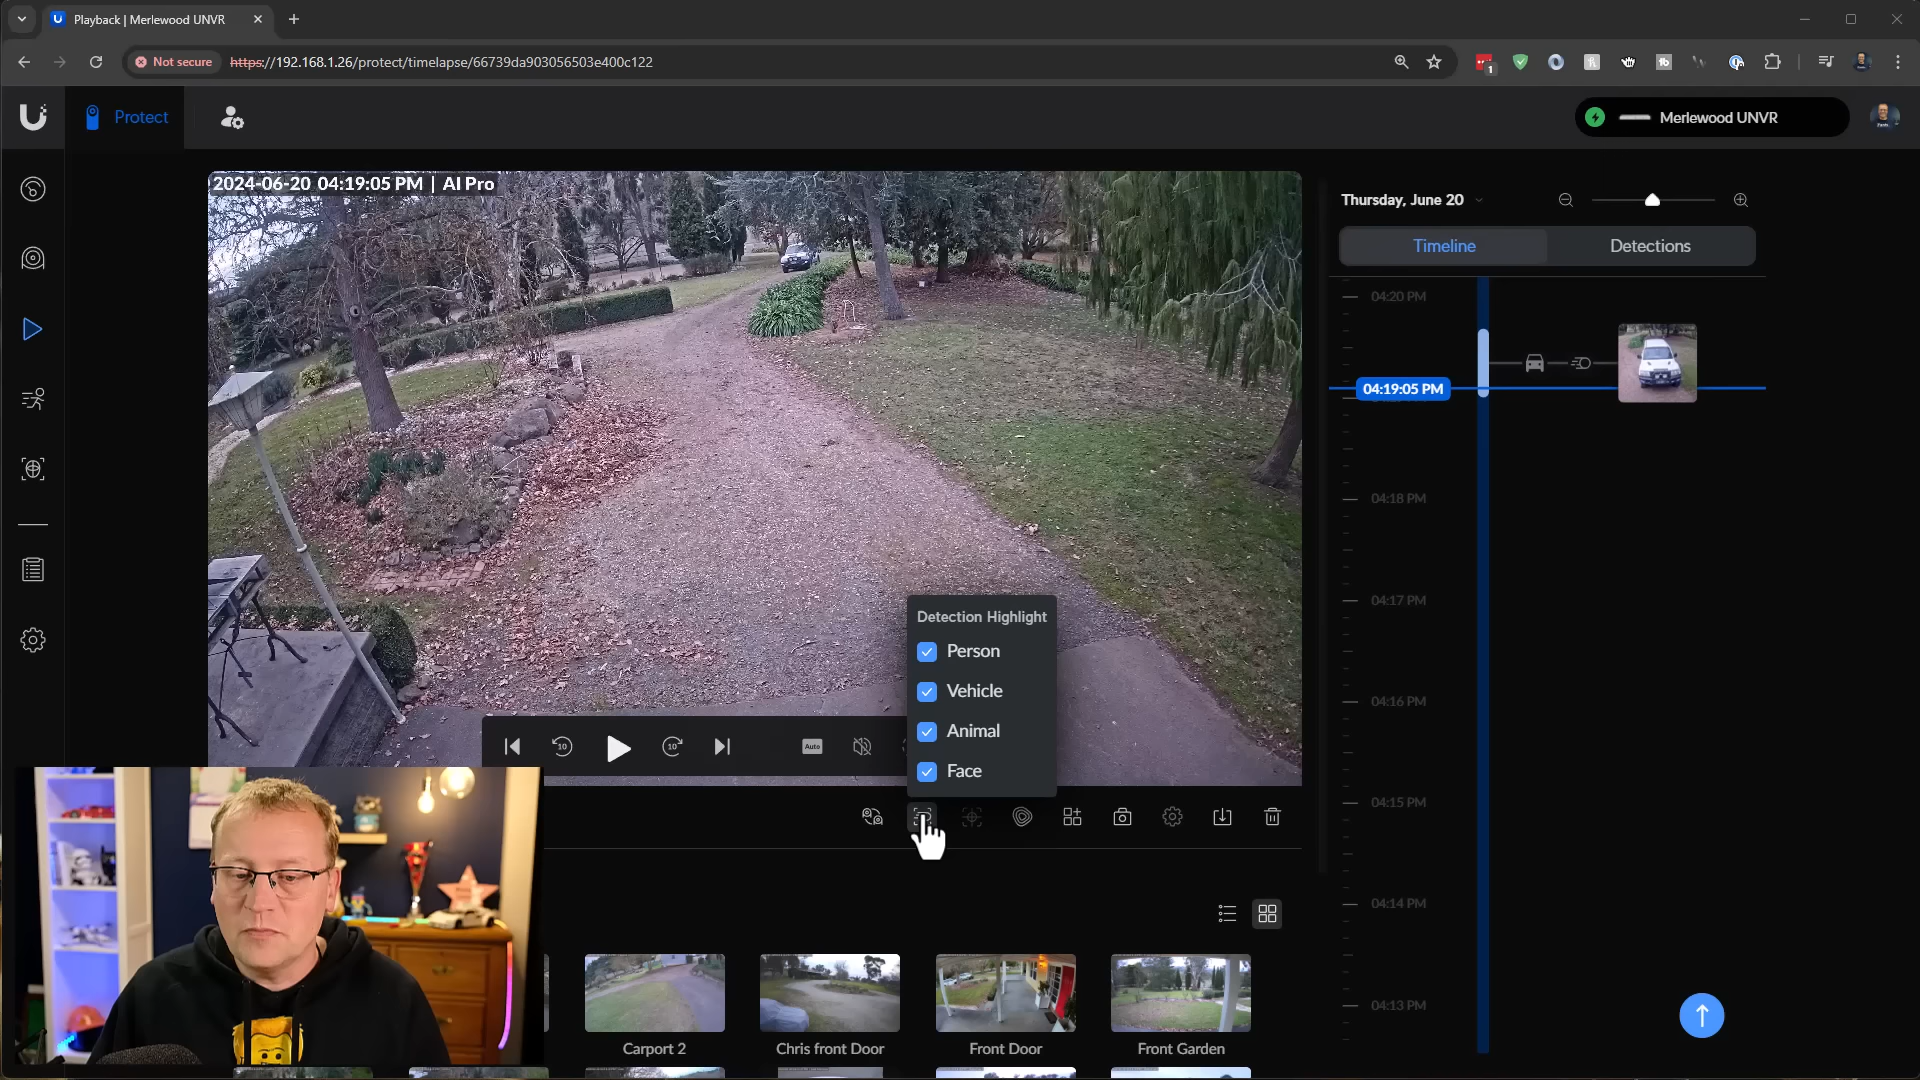 Playback | Merlewood UNVR
Not secure
https://192.168.1.26/protect/timelapse/66739da903056503e400c122
1
Protect
Merlewood UNVR
2024-06-20 04:19:05 PM | AI Pro
Thursday, June 20
Timeline
Detections
04:20 PM
04:19:05 PM
04:18 PM
04:17 PM
04:16 PM
04:15 PM
04:14 PM
04:13 PM
Detection Highlight
Person
Vehicle
Animal
Face
10
10
Auto
Carport 2
Chris front Door
Front Door
Front Garden